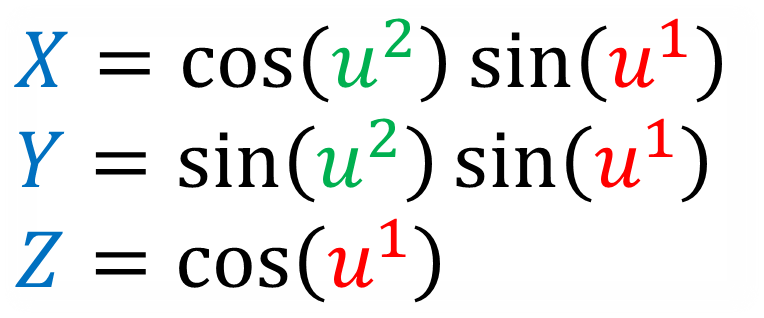 X = cos(u²) sin(u¹)
Y = sin(u²) sin(u¹)
Z = cos(u¹)